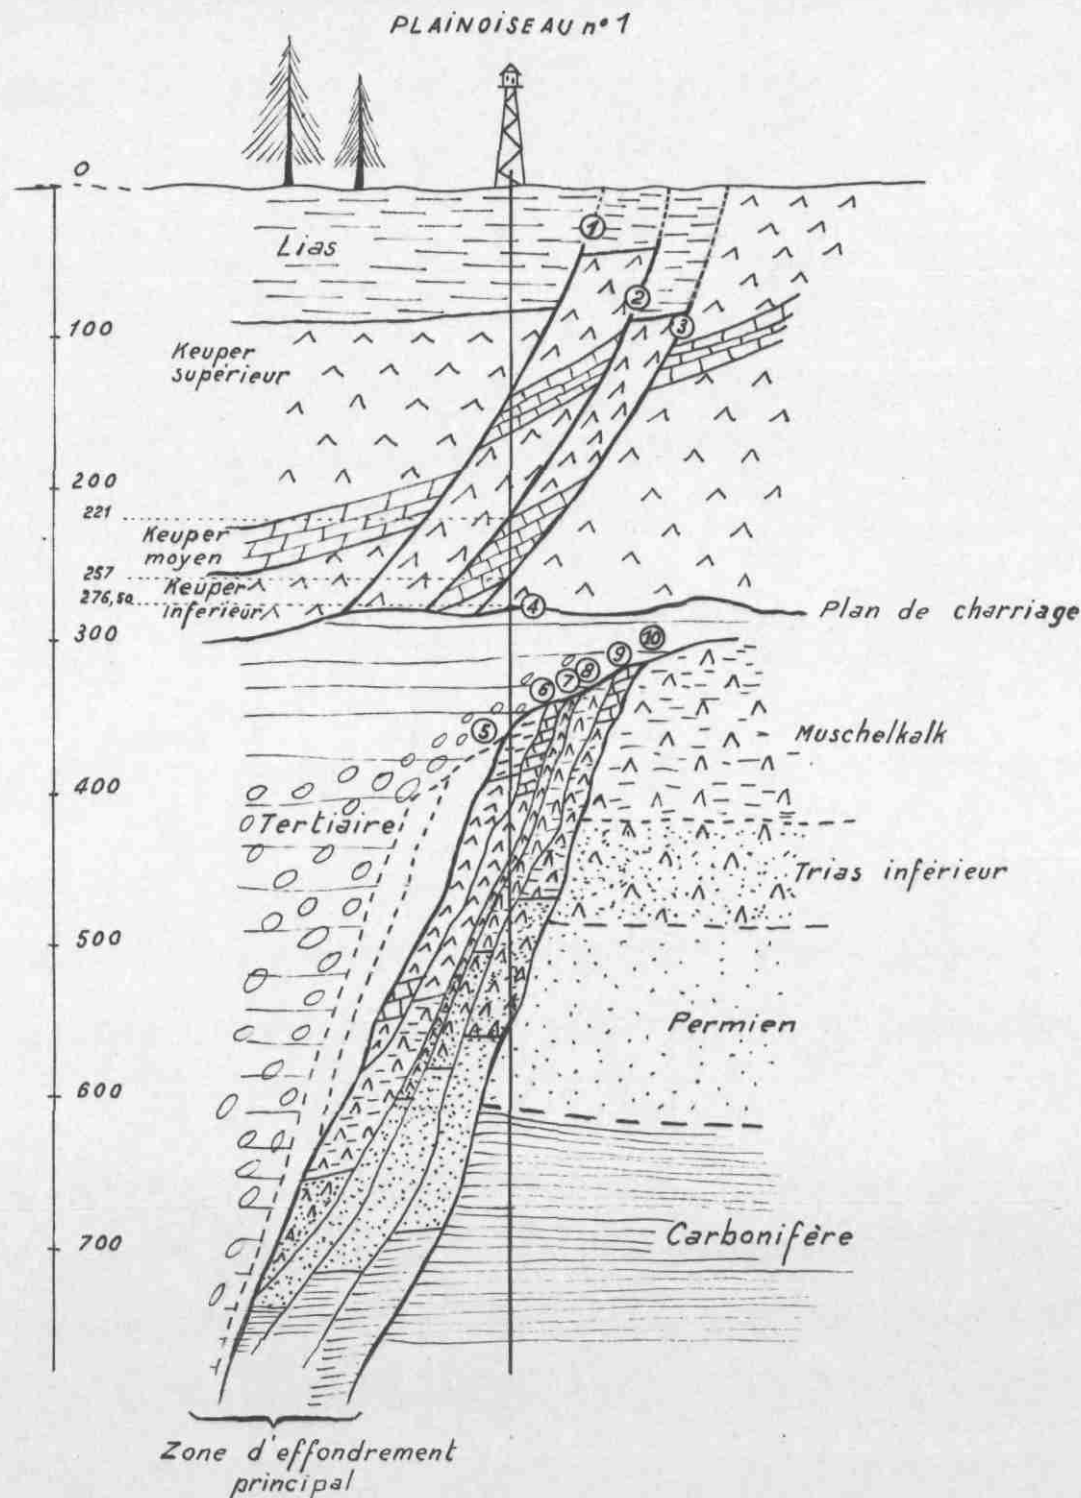 PLAINOISEAU nº 1
0
Lias
1
2
3
100
Keuper
supérieur
200
221
Keuper
moyen
257
Keuper
276,50
inférieur
4
Plan de charriage
300
10
9
8
7
6
5
Muschelkalk
400
Tertiaire
Trias inférieur
500
Permien
600
700
Carbonifère
Zone d'effondrement
principal